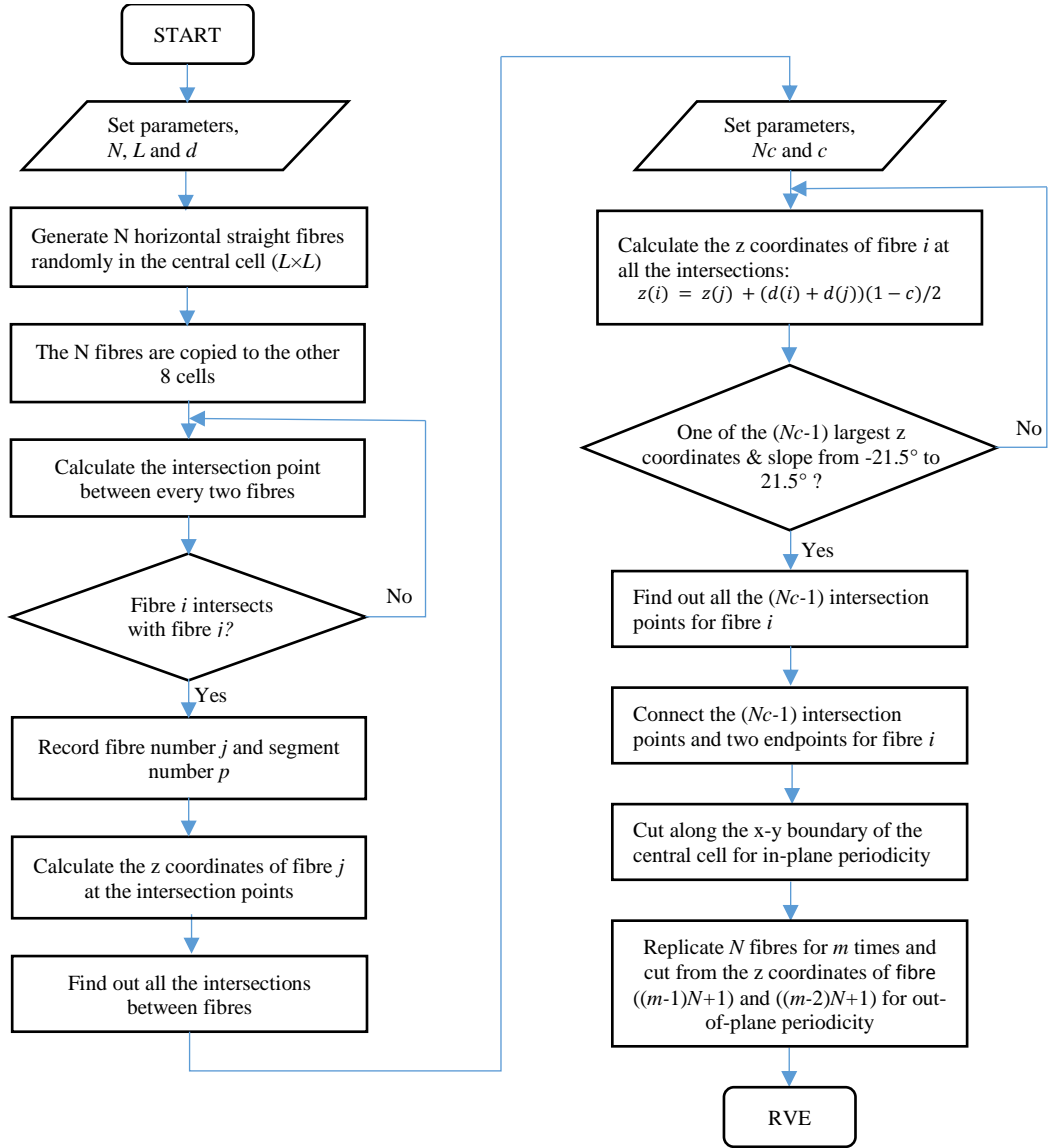 START
Set parameters,
N, L and d
Generate N horizontal straight fibres
randomly in the central cell (L×L)
The N fibres are copied to the other
8 cells
Calculate the intersection point
between every two fibres
Fibre i intersects
with fibre j?
No
Yes
Record fibre number j and segment
number p
Calculate the z coordinates of fibre j
at the intersection points
Find out all the intersections
between fibres
Set parameters,
Nc and c
Calculate the z coordinates of fibre i at
all the intersections:
z(i) = z(j) + (d(i) + d(j))(1 − c)/2
One of the (Nc-1) largest z
coordinates & slope from -21.5° to
21.5° ?
No
Yes
Find out all the (Nc-1) intersection
points for fibre i
Connect the (Nc-1) intersection
points and two endpoints for fibre i
Cut along the x-y boundary of the
central cell for in-plane periodicity
Replicate N fibres for m times and
cut from the z coordinates of fibre
((m-1)N+1) and ((m-2)N+1) for out-
of-plane periodicity
RVE